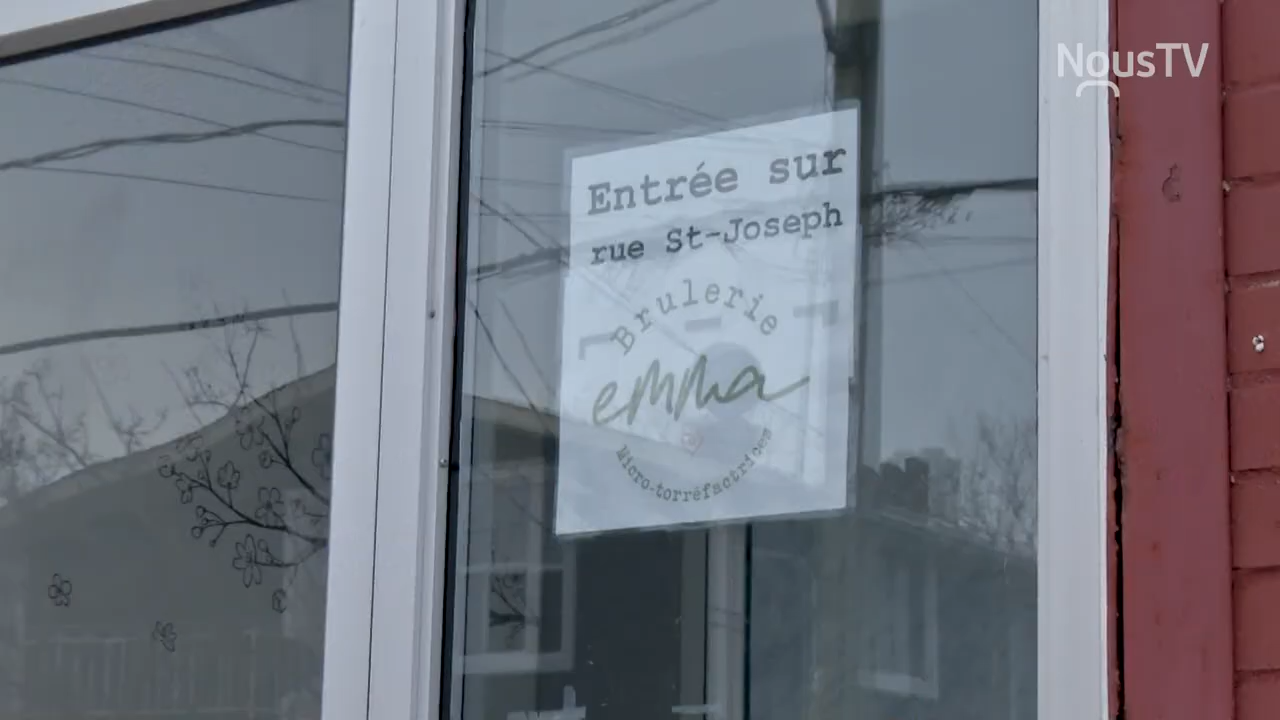 NousTV
Entrée sur
rue St-Joseph
Brulerie
emma
Micro-torréfactrices